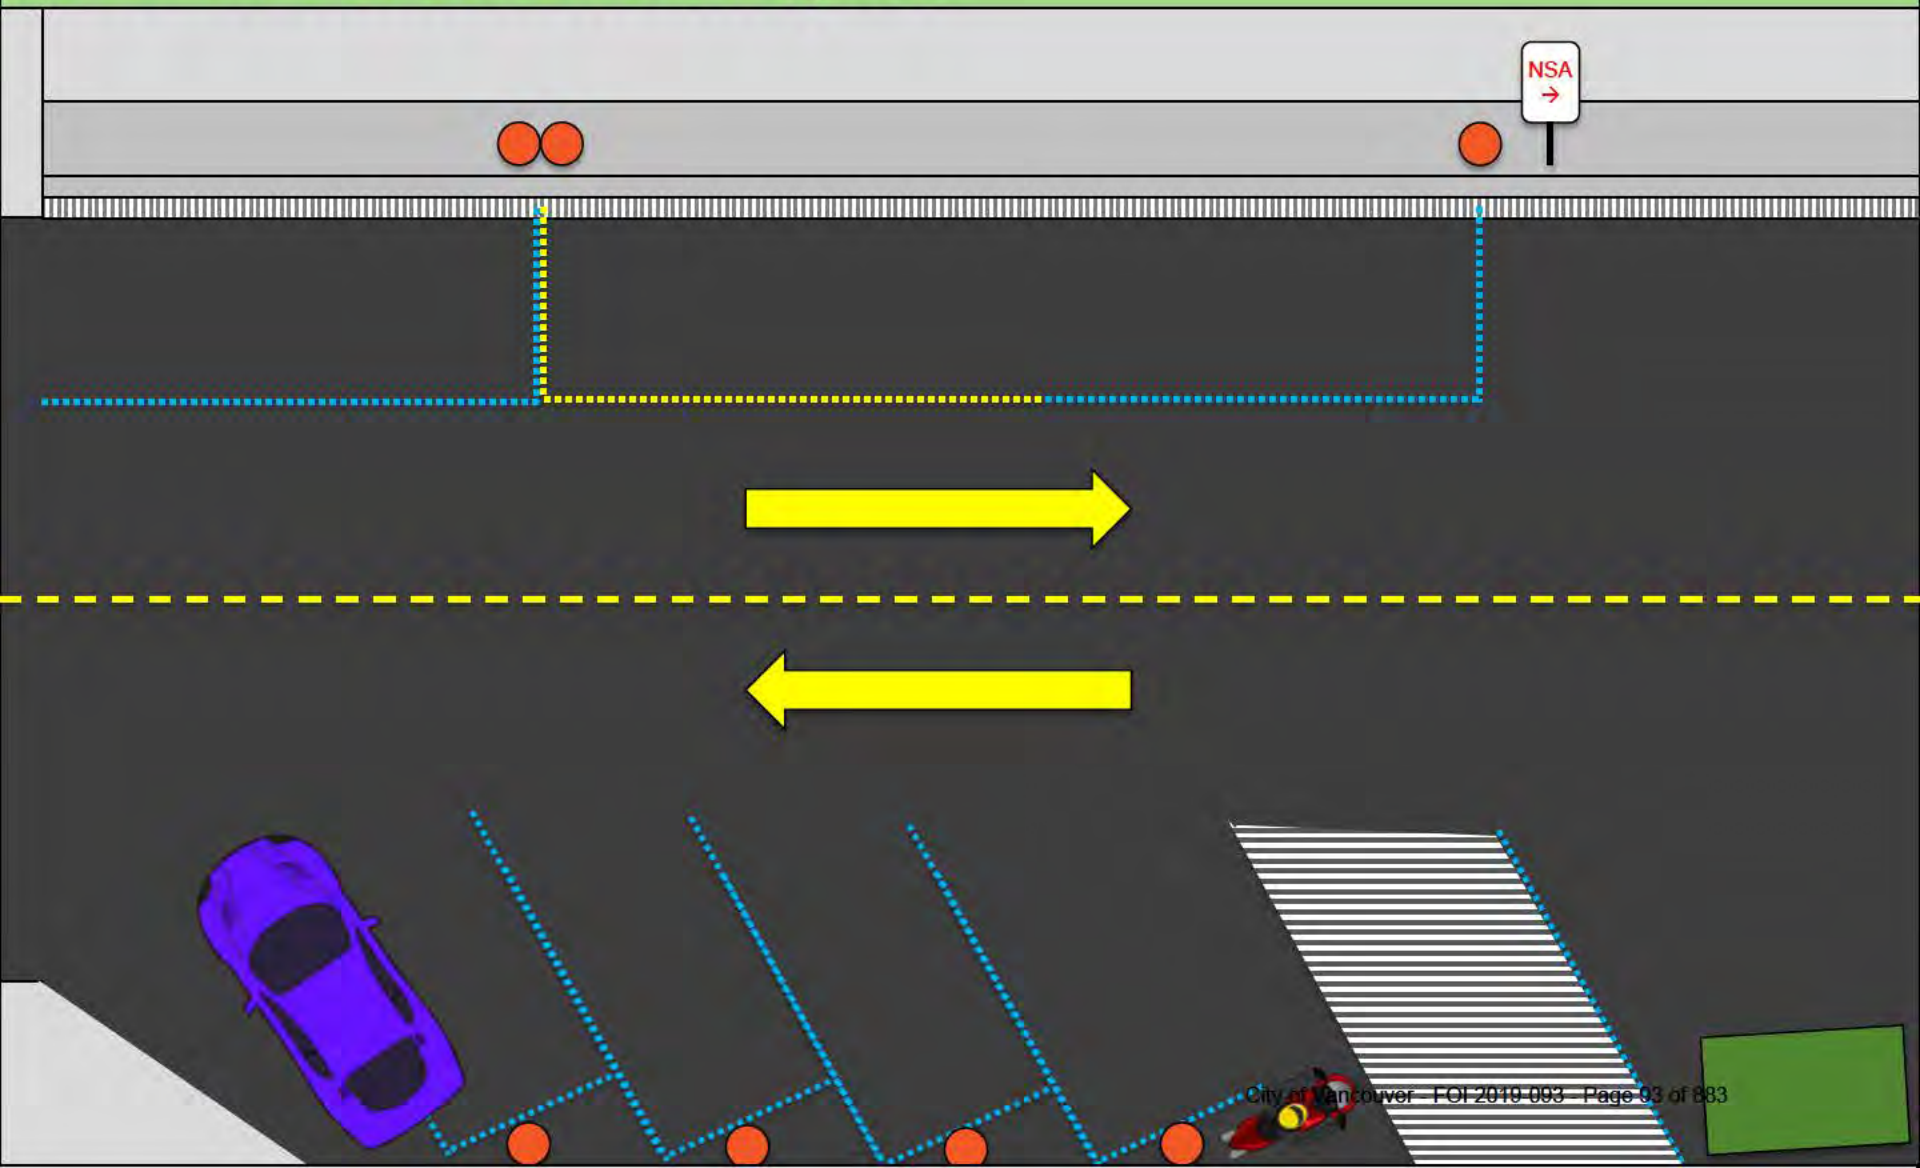 NSA
→
City of Vancouver - FOI 2019-093 - Page 93 of 883